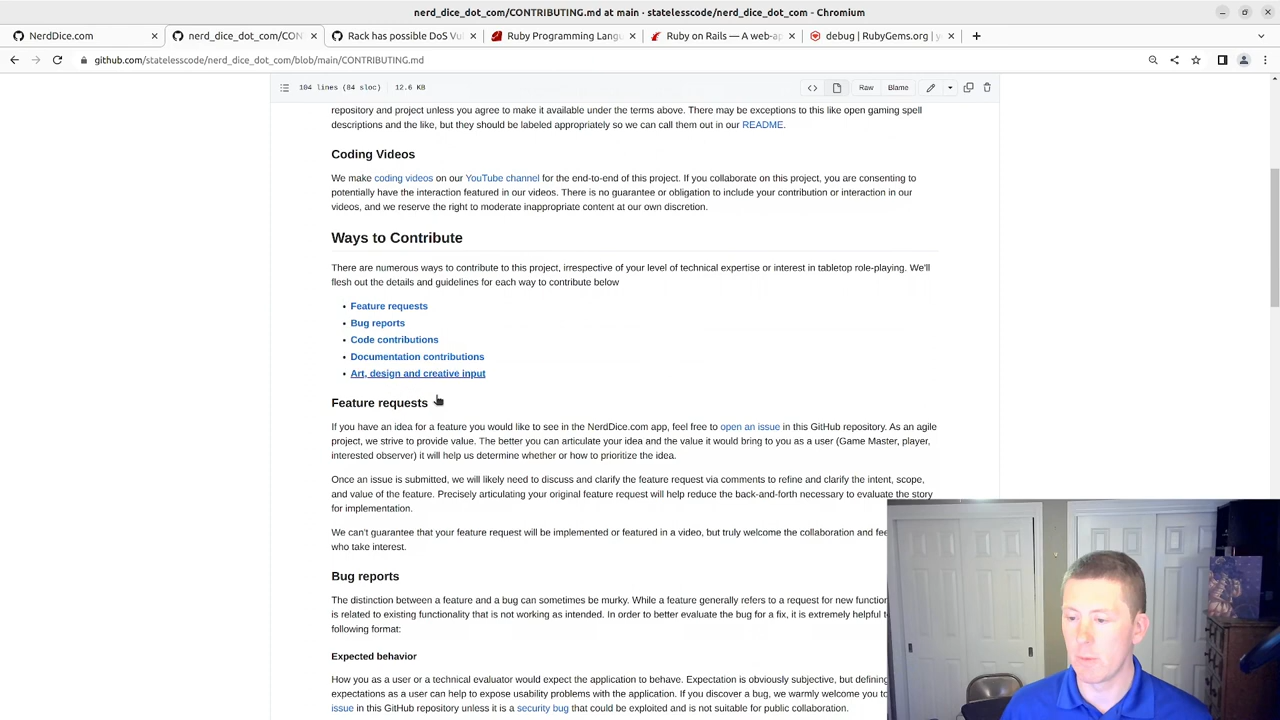 nerd_dice_dot_com/CONTRIBUTING.md at main · statelesscode/nerd_dice_dot_com - Chromium
NerdDice.com
nerd_dice_dot_com/CON
Rack has possible DoS Vul
Ruby Programming Lang
Ruby on Rails — A web-ap
debug | RubyGems.org | y
github.com/statelesscode/nerd_dice_dot_com/blob/main/CONTRIBUTING.md
104 lines (84 sloc) 12.6 KB
Raw
Blame
repository and project unless you agree to make it available under the terms above. There may be exceptions to this like open gaming spell
descriptions and the like, but they should be labeled appropriately so we can call them out in our README.
Coding Videos
We make coding videos on our YouTube channel for the end-to-end of this project. If you collaborate on this project, you are consenting to
potentially have the interaction featured in our videos. There is no guarantee or obligation to include your contribution or interaction in our
videos, and we reserve the right to moderate inappropriate content at our own discretion.
Ways to Contribute
There are numerous ways to contribute to this project, irrespective of your level of technical expertise or interest in tabletop role-playing. We'll
flesh out the details and guidelines for each way to contribute below
• Feature requests
• Bug reports
• Code contributions
• Documentation contributions
• Art, design and creative input
Feature requests
If you have an idea for a feature you would like to see in the NerdDice.com app, feel free to open an issue in this GitHub repository. As an agile
project, we strive to provide value. The better you can articulate your idea and the value it would bring to you as a user (Game Master, player,
interested observer) it will help us determine whether or how to prioritize the idea.
Once an issue is submitted, we will likely need to discuss and clarify the feature request via comments to refine and clarify the intent, scope,
and value of the feature. Precisely articulating your original feature request will help reduce the back-and-forth necessary to evaluate the story
for implementation.
We can't guarantee that your feature request will be implemented or featured in a video, but truly welcome the collaboration and fee
who take interest.
Bug reports
The distinction between a feature and a bug can sometimes be murky. While a feature generally refers to a request for new function
is related to existing functionality that is not working as intended. In order to better evaluate the bug for a fix, it is extremely helpful t
following format:
Expected behavior
How you as a user or a technical evaluator would expect the application to behave. Expectation is obviously subjective, but defining
expectations as a user can help to expose usability problems with the application. If you discover a bug, we warmly welcome you to
issue in this GitHub repository unless it is a security bug that could be exploited and is not suitable for public collaboration.